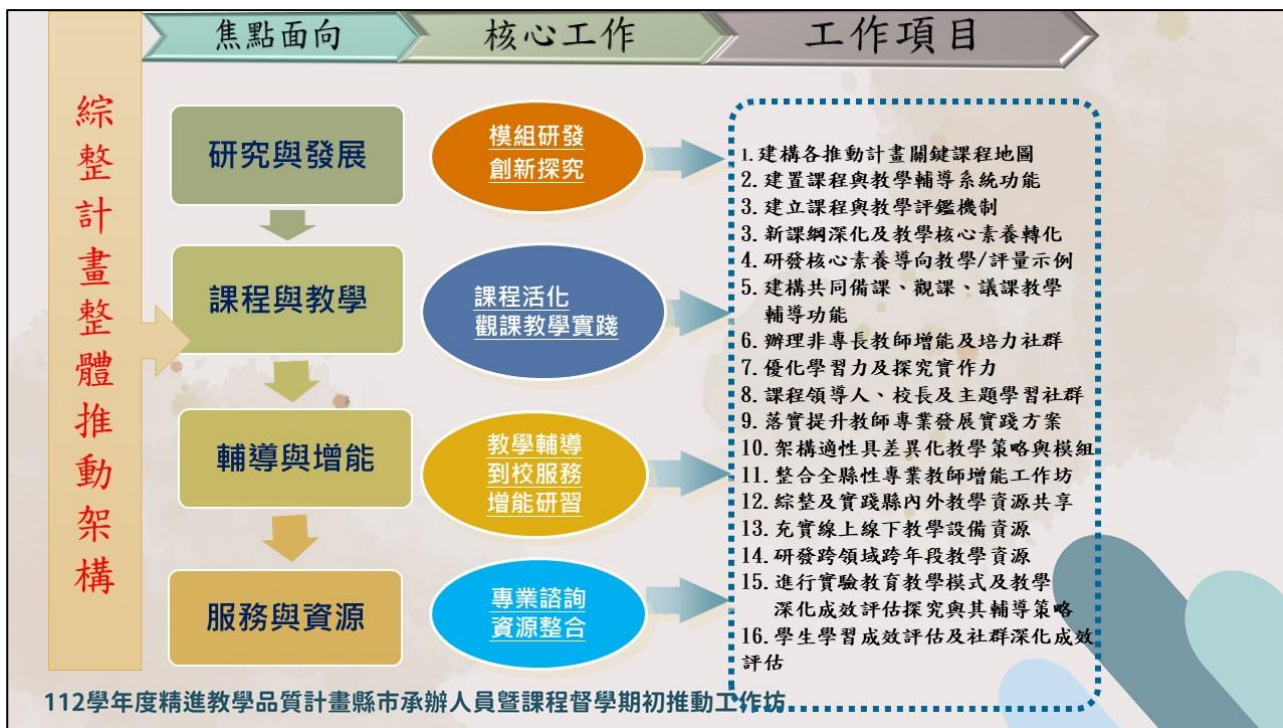 焦點面向
核心工作
工作項目
綜整計畫整體推動架構
研究與發展
課程與教學
輔導與增能
服務與資源
模組研發
創新探究
課程活化
觀課教學實踐
教學輔導
到校服務
增能研習
專業諮詢
資源整合
1. 建構各推動計畫關鍵課程地圖
2. 建置課程與教學輔導系統功能
3. 建立課程與教學評鑑機制
3. 新課綱深化及教學核心素養轉化
4. 研發核心素養導向教學/評量示例
5. 建構共同備課、觀課、議課教學
輔導功能
6. 辦理非專長教師增能及培力社群
7. 優化學習力及探究實作力
8. 課程領導人、校長及主題學習社群
9. 落實提升教師專業發展實踐方案
10. 架構適性具差異化教學策略與模組
11. 整合全縣性專業教師增能工作坊
12. 綜整及實踐縣內外教學資源共享
13. 充實線上線下教學設備資源
14. 研發跨領域跨年段教學資源
15. 進行實驗教育教學模式及教學
深化成效評估探究與其輔導策略
16. 學生學習成效評估及社群深化成效
評估
112學年度精進教學品質計畫縣市承辦人員暨課程督學期初推動工作坊